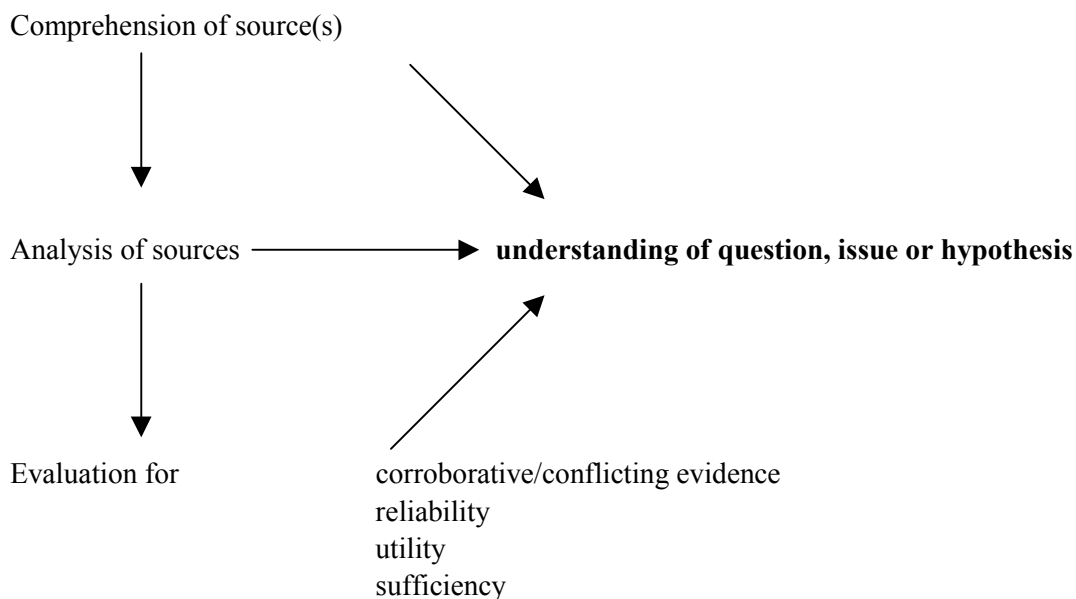 Comprehension of source(s)
Analysis of sources
understanding of question, issue or hypothesis
Evaluation for
corroborative/conflicting evidence
reliability
utility
sufficiency